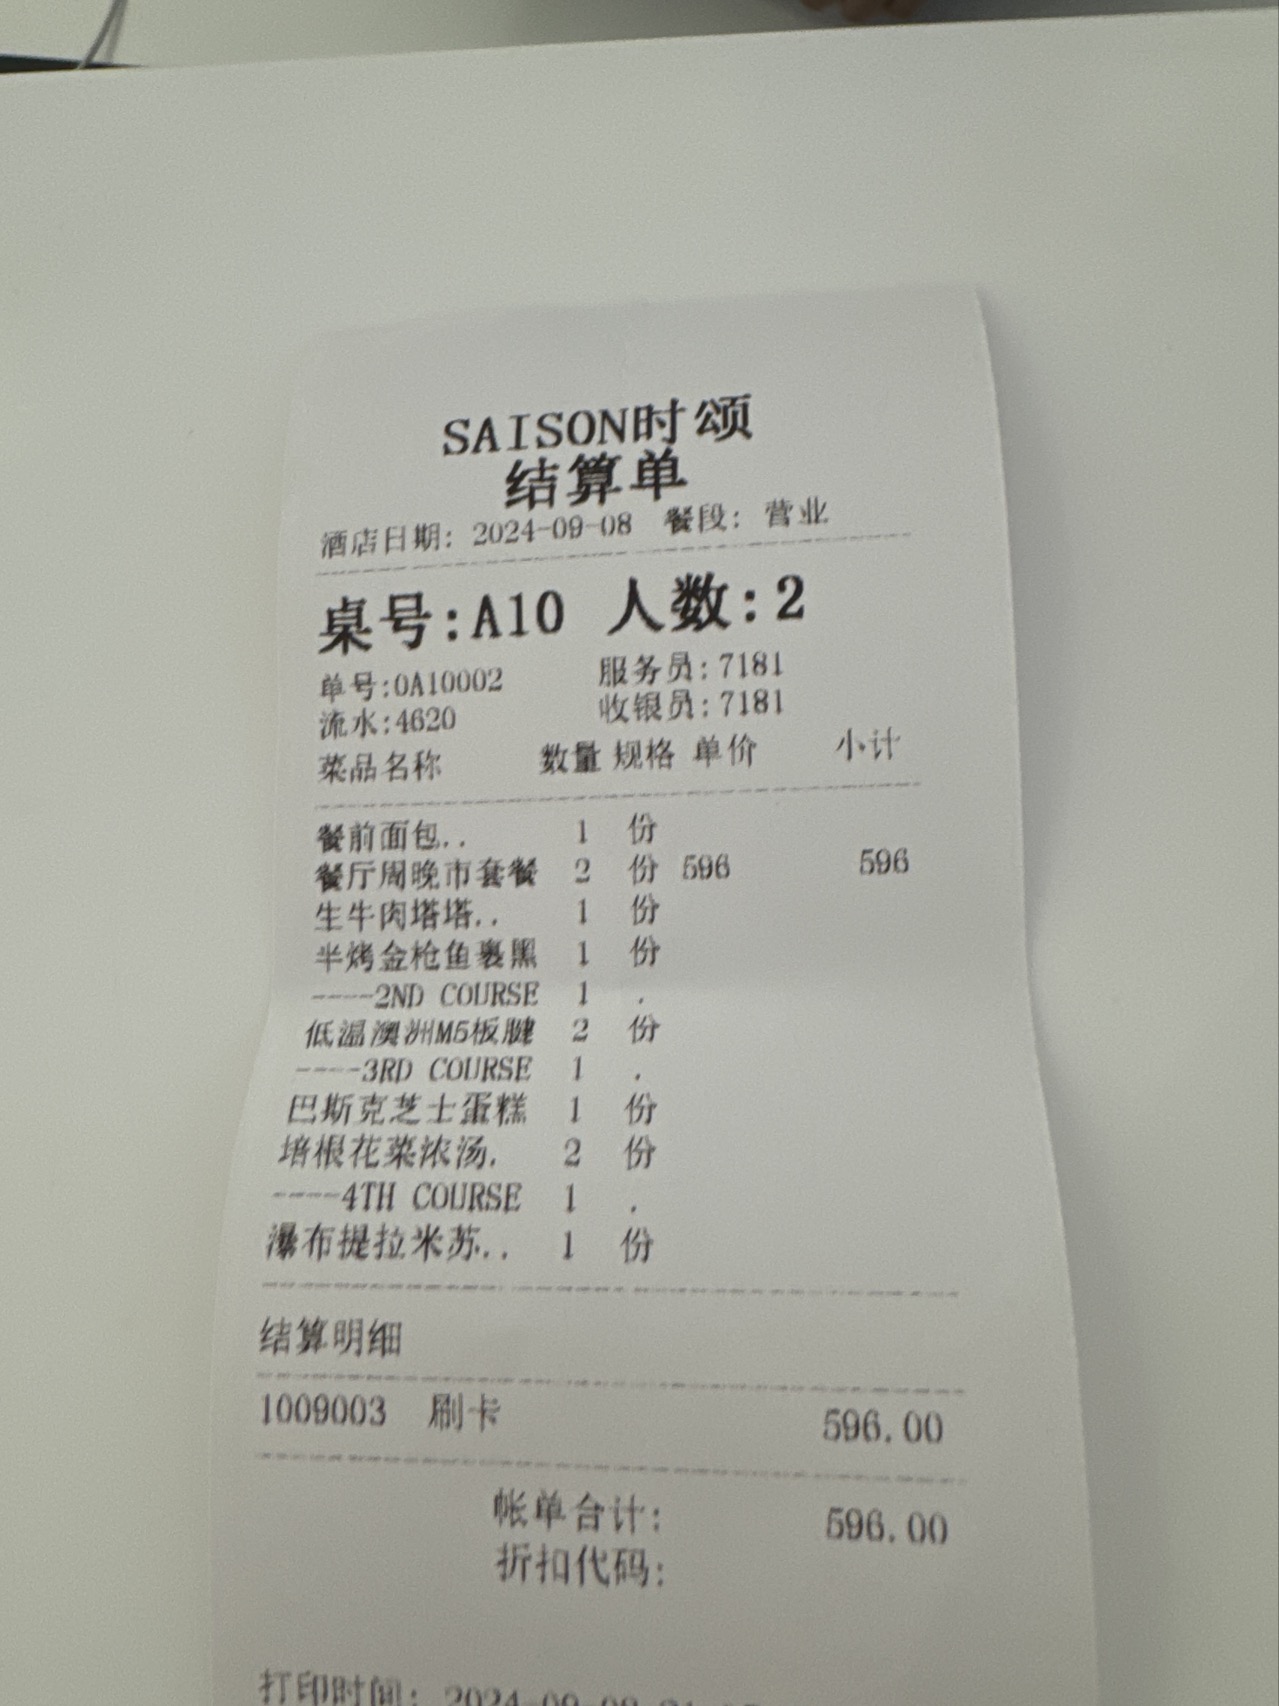 SAISON时颂
结算单
酒店日期: 2024-09-08 餐段: 营业
桌号:A10 人数:2
单号:0A10002 服务员:7181
流水:4620 收银员:7181
菜品名称 数量 规格 单价 小计
餐前面包.. 1 份
餐厅周晚市套餐 2 份 596 596
生牛肉塔塔.. 1 份
半烤金枪鱼裹黑 1 份
----2ND COURSE 1 .
低温澳洲M5板腱 2 份
----3RD COURSE 1 .
巴斯克芝士蛋糕 1 份
培根花菜浓汤. 2 份
----4TH COURSE 1 .
瀑布提拉米苏.. 1 份
结算明细
1009003 刷卡 596.00
帐单合计: 596.00
折扣代码:
打印时间: 2024-09-08